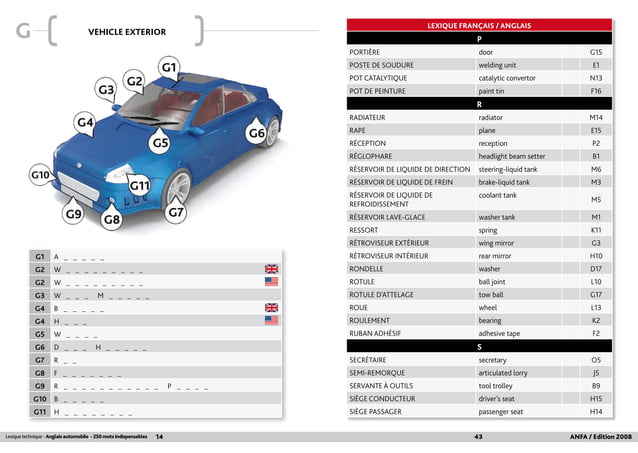 G
VEHICLE EXTERIOR
G1
G2
G3
G4
G5
G6
G10
G11
G9
G8
G7
G1 A _ _ _ _ _
G2 W _ _ _ _ _ _ _ _ _
G2 W _ _ _ _ _ _ _ _ _
G3 W _ _ _ M _ _ _ _ _
G4 B _ _ _ _ _
G4 H _ _ _
G5 W _ _ _ _
G6 D _ _ _ H _ _ _ _ _
G7 R _ _
G8 F _ _ _ _ _ _ _
G9 R _ _ _ _ _ _ _ _ _ _ _ P _ _ _ _
G10 B _ _ _ _ _
G11 H _ _ _ _ _ _ _ _
Lexique technique - Anglais automobile - 250 mots indispensables 14
LEXIQUE FRANÇAIS / ANGLAIS
P
PORTIÈRE door G15
POSTE DE SOUDURE welding unit E1
POT CATALYTIQUE catalytic convertor N13
POT DE PEINTURE paint tin F16
R
RADIATEUR radiator M14
RAPE plane E15
RÉCEPTION reception P2
RÉGLOPHARE headlight beam setter B1
RÉSERVOIR DE LIQUIDE DE DIRECTION steering-liquid tank M6
RÉSERVOIR DE LIQUIDE DE FREIN brake-liquid tank M3
RÉSERVOIR DE LIQUIDE DE coolant tank M5
REFROIDISSEMENT
RÉSERVOIR LAVE-GLACE washer tank M1
RESSORT spring K11
RÉTROVISEUR EXTÉRIEUR wing mirror G3
RÉTROVISEUR INTÉRIEUR rear mirror H10
RONDELLE washer D17
ROTULE ball joint L10
ROTULE D'ATTELAGE tow ball G17
ROUE wheel L13
ROULEMENT bearing K2
RUBAN ADHÉSIF adhesive tape F2
S
SECRÉTAIRE secretary O5
SEMI-REMORQUE articulated lorry J5
SERVANTE À OUTILS tool trolley B9
SIÈGE CONDUCTEUR driver's seat H15
SIÈGE PASSAGER passenger seat H14
43 ANFA / Edition 2008